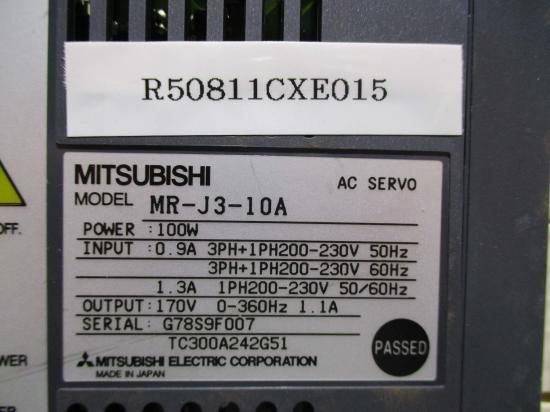 R50811CXE015
MITSUBISHI
AC SERVO
MODEL MR-J3-10A
POWER : 100W
INPUT : 0.9A 3PH+1PH200-230V 50Hz
3PH+1PH200-230V 60Hz
1.3A 1PH200-230V 50/60Hz
OUTPUT: 170V 0-360Hz 1.1A
SERIAL: G78S9F007
TC300A242G51
PASSED
MITSUBISHI ELECTRIC CORPORATION
MADE IN JAPAN
OFF.
WER